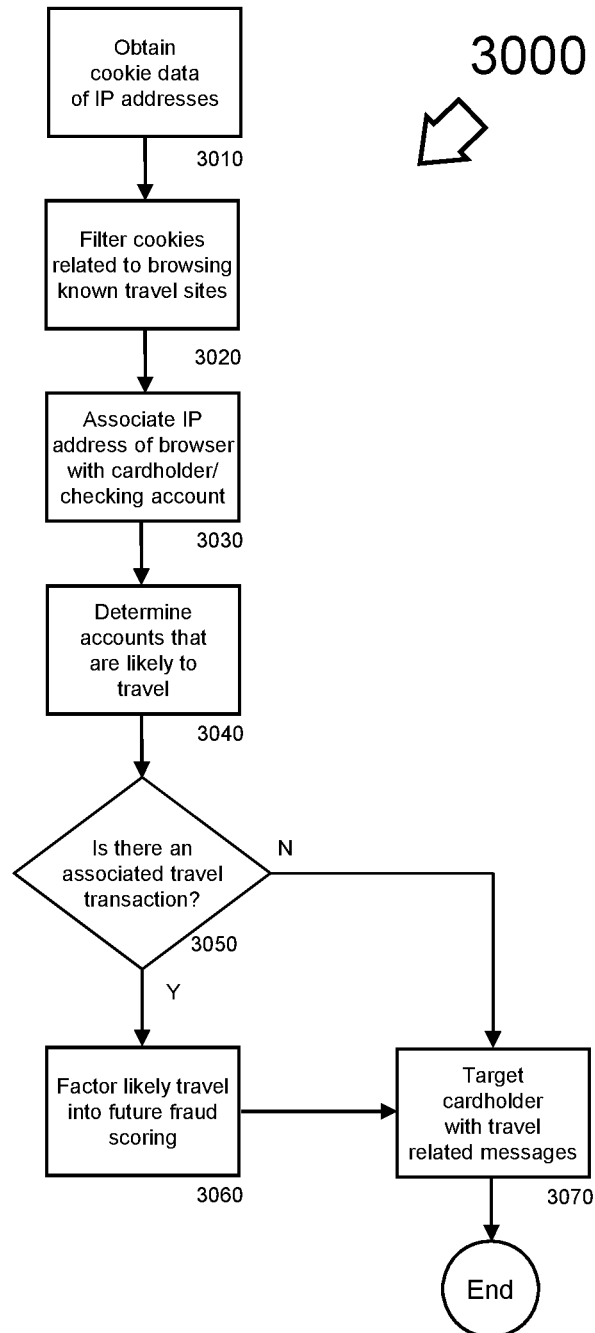 3000
Obtain
cookie data
of IP addresses
3010
Filter cookies
related to browsing
known travel sites
3020
Associate IP
address of browser
with cardholder/
checking account
3030
Determine
accounts that
are likely to
travel
3040
Is there an
associated travel
transaction?
N
3050
Y
Factor likely travel
into future fraud
scoring
3060
Target
cardholder
with travel
related messages
3070
End